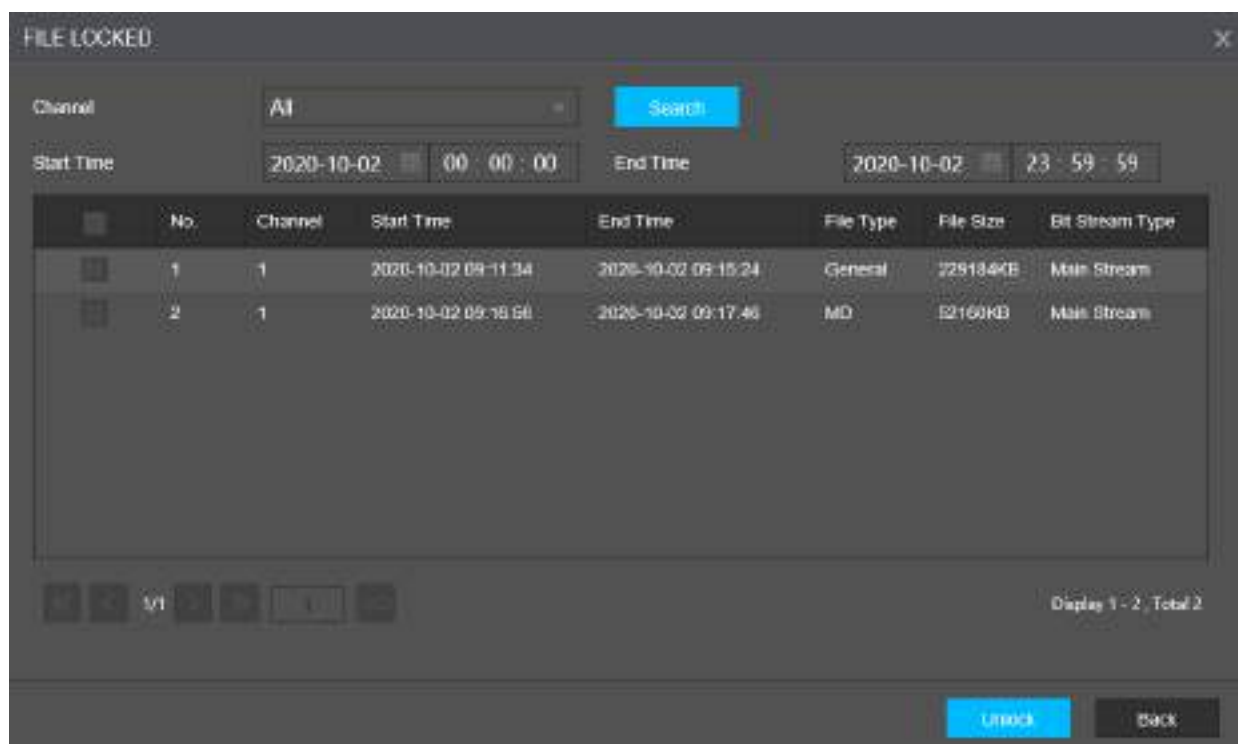 FILE LOCKED
Channel All Search
Start Time 2020-10-02 00 : 00 : 00 End Time 2020-10-02 23 : 59 : 59
No. Channel Start Time End Time File Type File Size Bit Stream Type
1 1 2020-10-02 09:11:34 2020-10-02 09:15:24 General 229184KB Main Stream
2 1 2020-10-02 2020-10-02 09:17:46 MD 52160KB Main Stream
1/1 1
Display 1 - 2 , Total 2
Unlock Back